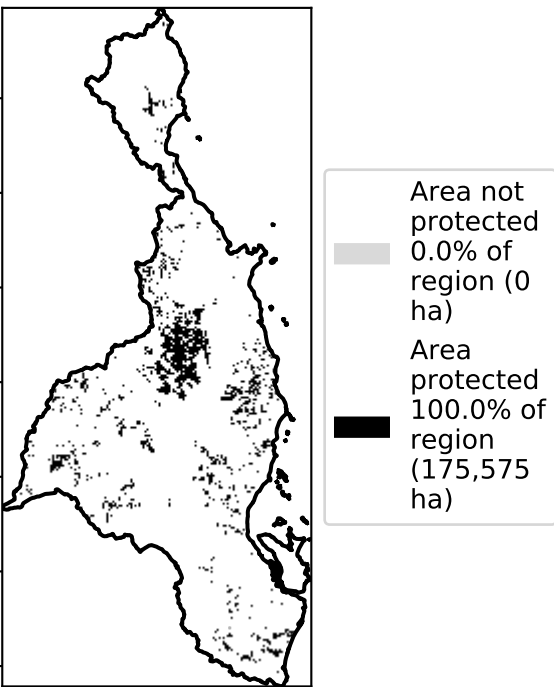 Area not
protected
0.0% of
region (0
ha)
Area
protected
100.0% of
region
(175,575
ha)